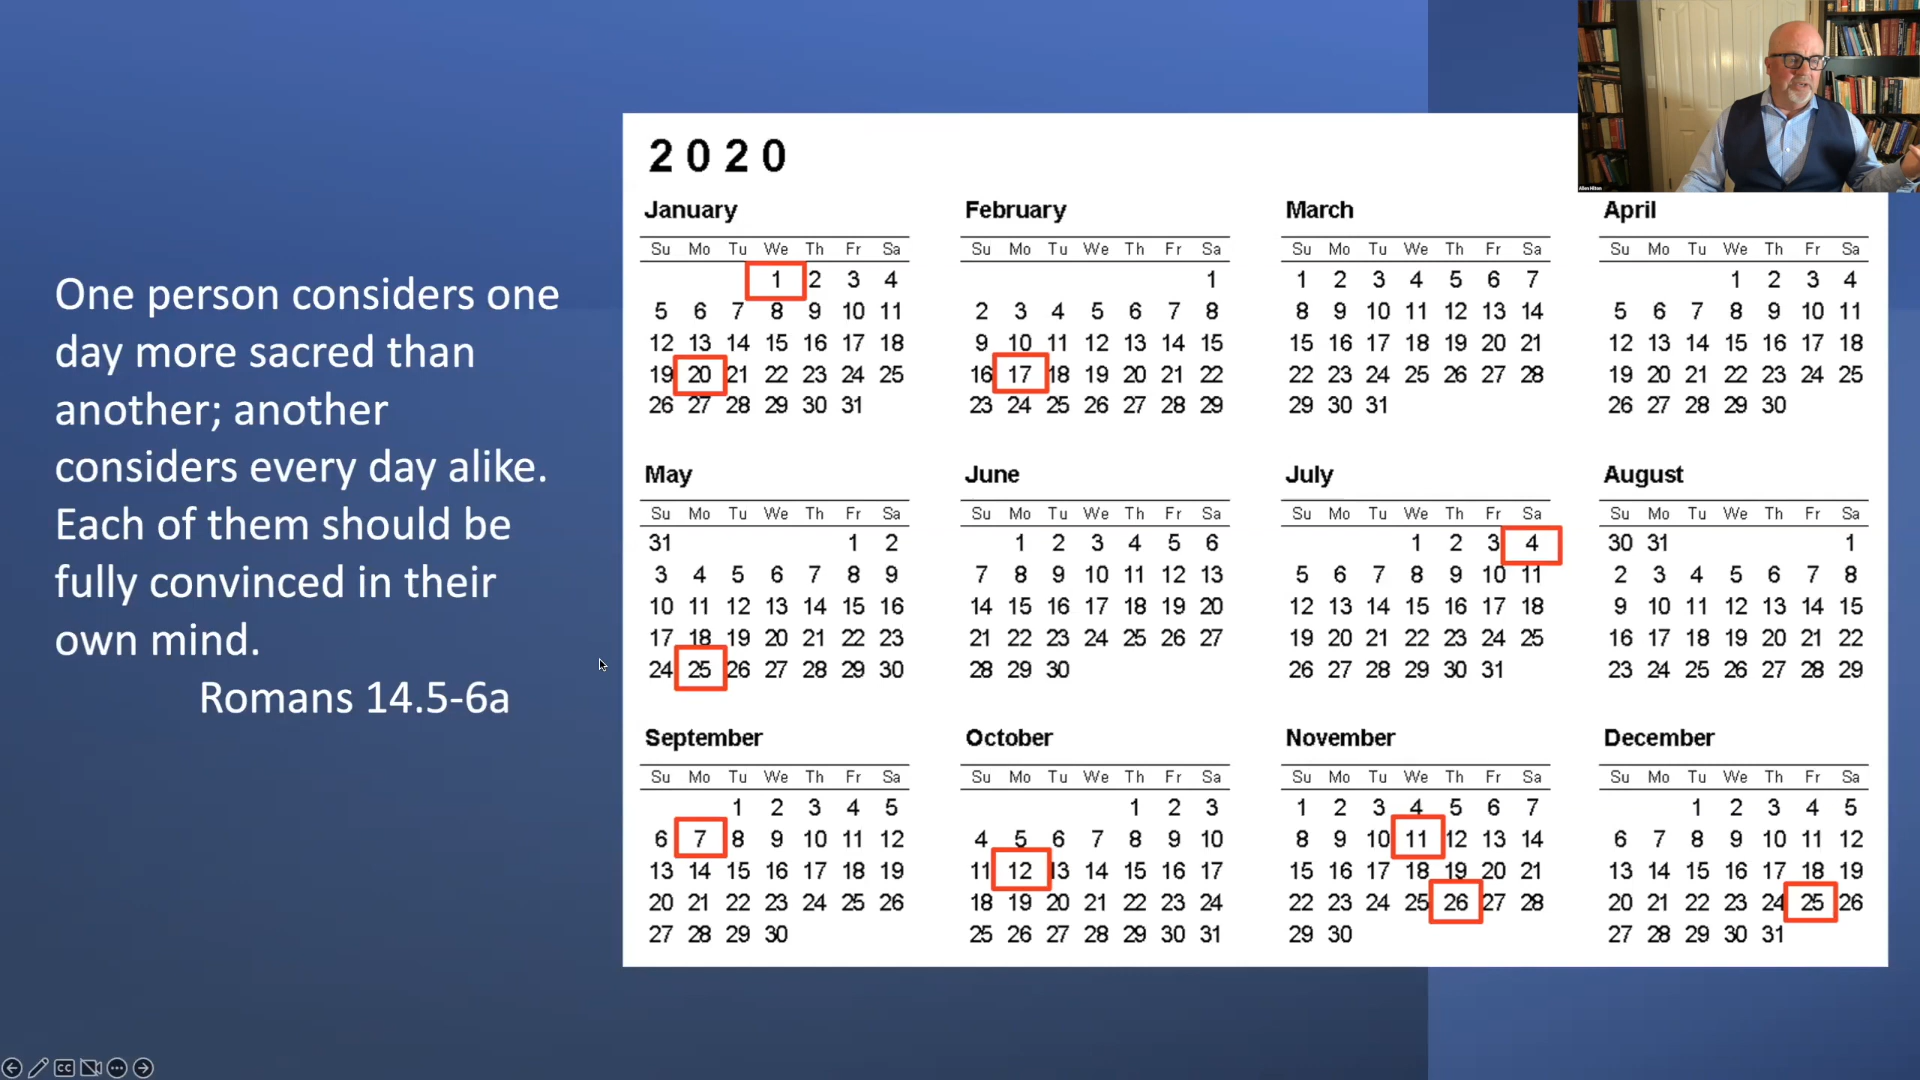 One person considers one
day more sacred than
another; another
considers every day alike.
Each of them should be
fully convinced in their
own mind.
Romans 14.5-6a
2020
January
Su Mo Tu We Th Fr Sa
1 2 3 4
5 6 7 8 9 10 11
12 13 14 15 16 17 18
19 20 21 22 23 24 25
26 27 28 29 30 31
February
Su Mo Tu We Th Fr Sa
1
2 3 4 5 6 7 8
9 10 11 12 13 14 15
16 17 18 19 20 21 22
23 24 25 26 27 28 29
March
Su Mo Tu We Th Fr Sa
1 2 3 4 5 6 7
8 9 10 11 12 13 14
15 16 17 18 19 20 21
22 23 24 25 26 27 28
29 30 31
April
Su Mo Tu We Th Fr Sa
1 2 3 4
5 6 7 8 9 10 11
12 13 14 15 16 17 18
19 20 21 22 23 24 25
26 27 28 29 30
May
Su Mo Tu We Th Fr Sa
31 1 2
3 4 5 6 7 8 9
10 11 12 13 14 15 16
17 18 19 20 21 22 23
24 25 26 27 28 29 30
June
Su Mo Tu We Th Fr Sa
1 2 3 4 5 6
7 8 9 10 11 12 13
14 15 16 17 18 19 20
21 22 23 24 25 26 27
28 29 30
July
Su Mo Tu We Th Fr Sa
1 2 3 4
5 6 7 8 9 10 11
12 13 14 15 16 17 18
19 20 21 22 23 24 25
26 27 28 29 30 31
August
Su Mo Tu We Th Fr Sa
30 31 1
2 3 4 5 6 7 8
9 10 11 12 13 14 15
16 17 18 19 20 21 22
23 24 25 26 27 28 29
September
Su Mo Tu We Th Fr Sa
1 2 3 4 5
6 7 8 9 10 11 12
13 14 15 16 17 18 19
20 21 22 23 24 25 26
27 28 29 30
October
Su Mo Tu We Th Fr Sa
1 2 3
4 5 6 7 8 9 10
11 12 13 14 15 16 17
18 19 20 21 22 23 24
25 26 27 28 29 30 31
November
Su Mo Tu We Th Fr Sa
1 2 3 4 5 6 7
8 9 10 11 12 13 14
15 16 17 18 19 20 21
22 23 24 25 26 27 28
29 30
December
Su Mo Tu We Th Fr Sa
1 2 3 4 5
6 7 8 9 10 11 12
13 14 15 16 17 18 19
20 21 22 23 24 25 26
27 28 29 30 31
Allen Hilton
CC